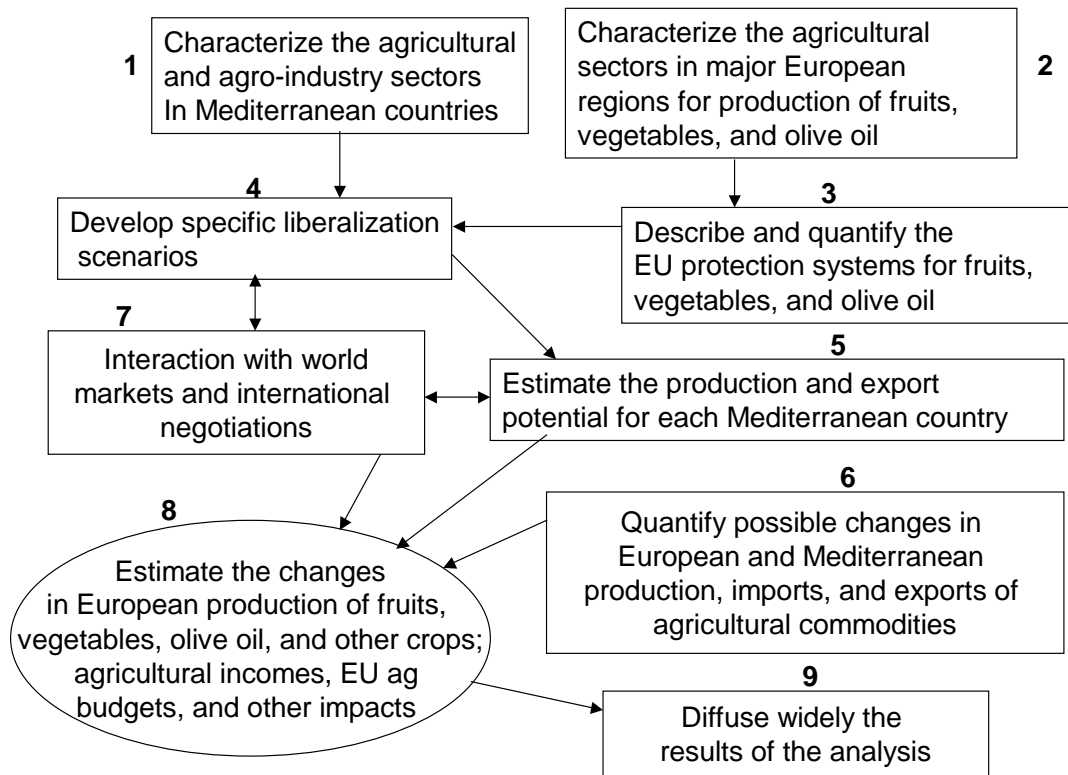 1
Characterize the agricultural
and agro-industry sectors
In Mediterranean countries
2
Characterize the agricultural
sectors in major European
regions for production of fruits,
vegetables, and olive oil
4
Develop specific liberalization
scenarios
3
Describe and quantify the
EU protection systems for fruits,
vegetables, and olive oil
7
Interaction with world
markets and international
negotiations
5
Estimate the production and export
potential for each Mediterranean country
8
Estimate the changes
in European production of fruits,
vegetables, olive oil, and other crops;
agricultural incomes, EU ag
budgets, and other impacts
6
Quantify possible changes in
European and Mediterranean
production, imports, and exports of
agricultural commodities
9
Diffuse widely the
results of the analysis